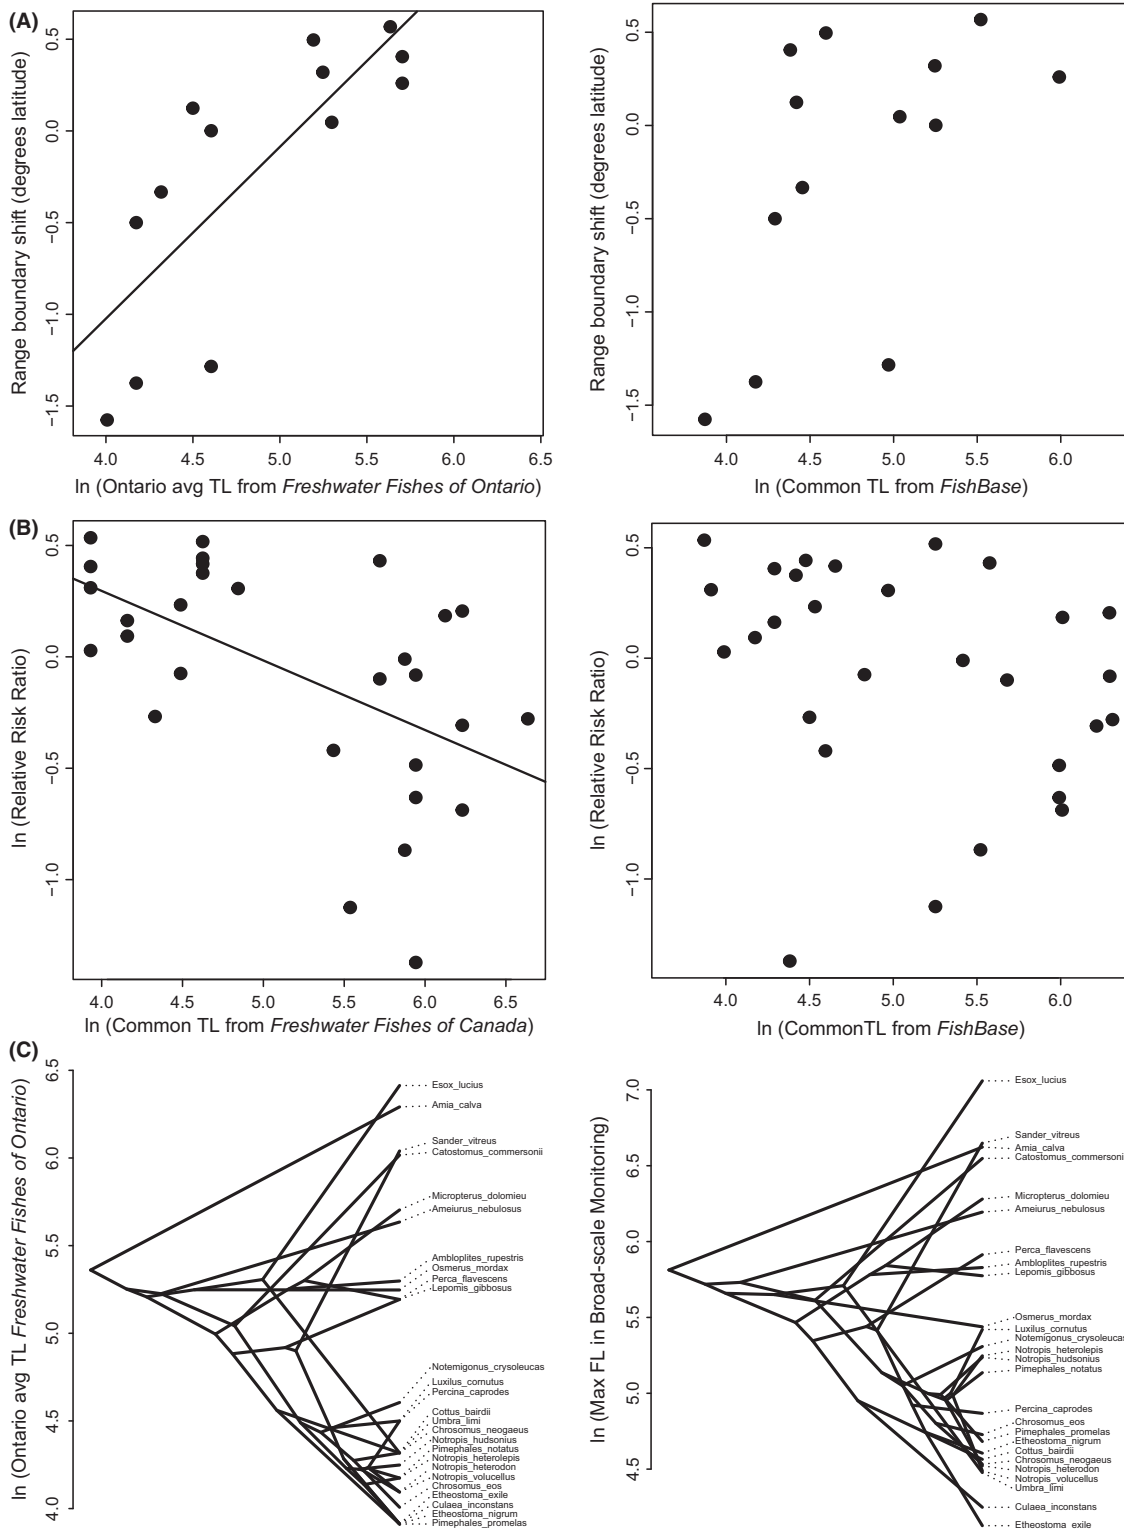 (A)
Range boundary shift (degrees latitude)
0.5
0.0
−0.5
−1.0
−1.5
4.0 4.5 5.0 5.5 6.0 6.5
ln (Ontario avg TL from Freshwater Fishes of Ontario)
Range boundary shift (degrees latitude)
0.5
0.0
−0.5
−1.0
−1.5
4.0 4.5 5.0 5.5 6.0
ln (Common TL from FishBase)
(B)
ln (Relative Risk Ratio)
0.5
0.0
−0.5
−1.0
4.0 4.5 5.0 5.5 6.0 6.5
ln (Common TL from Freshwater Fishes of Canada)
ln (Relative Risk Ratio)
0.5
0.0
−0.5
−1.0
4.0 4.5 5.0 5.5 6.0
ln (CommonTL from FishBase)
(C)
ln (Ontario avg TL Freshwater Fishes of Ontario)
6.5
6.0
5.5
5.0
4.5
4.0
Esox_lucius
Amia_calva
Sander_vitreus
Catostomus_commersonii
Micropterus_dolomieu
Ameiurus_nebulosus
Ambloplites_rupestris
Osmerus_mordax
Perca_flavescens
Lepomis_gibbosus
Notemigonus_crysoleucas
Luxilus_cornutus
Percina_caprodes
Cottus_bairdii
Umbra_limi
Chrosomus_neogaeus
Notropis_hudsonius
Pimephales_notatus
Notropis_heterolepis
Notropis_heterodon
Notropis_volucellus
Chrosomus_eos
Etheostoma_exile
Culaea_inconstans
Etheostoma_nigrum
Pimephales_promelas
ln (Max FL in Broad-scale Monitoring)
7.0
6.5
6.0
5.5
5.0
4.5
Esox_lucius
Sander_vitreus
Amia_calva
Catostomus_commersonii
Micropterus_dolomieu
Ameiurus_nebulosus
Perca_flavescens
Ambloplites_rupestris
Lepomis_gibbosus
Osmerus_mordax
Luxilus_cornutus
Notemigonus_crysoleucas
Notropis_heterolepis
Notropis_hudsonius
Pimephales_notatus
Percina_caprodes
Chrosomus_eos
Pimephales_promelas
Etheostoma_nigrum
Cottus_bairdii
Chrosomus_neogaeus
Notropis_heterodon
Notropis_volucellus
Umbra_limi
Culaea_inconstans
Etheostoma_exile